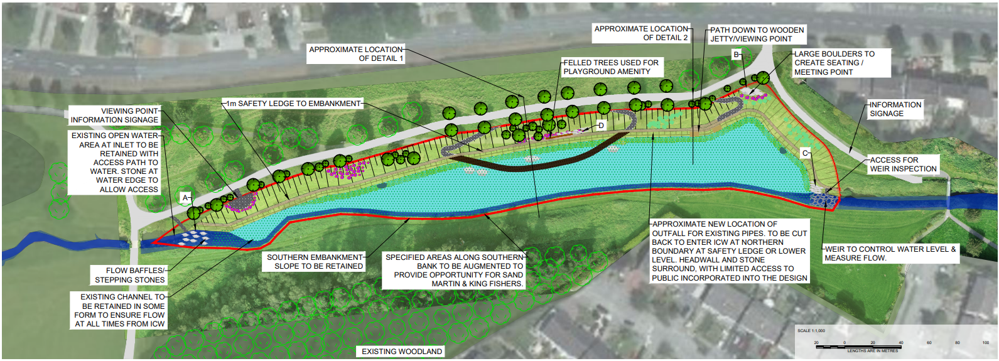 APPROXIMATE LOCATION
OF DETAIL 1
APPROXIMATE LOCATION
OF DETAIL 2
PATH DOWN TO WOODEN
JETTY/VIEWING POINT
B
LARGE BOULDERS TO
CREATE SEATING /
MEETING POINT
FELLED TREES USED FOR
PLAYGROUND AMENITY
1m SAFETY LEDGE TO EMBANKMENT
VIEWING POINT
INFORMATION SIGNAGE
INFORMATION
SIGNAGE
D
EXISTING OPEN WATER
AREA AT INLET TO BE
RETAINED WITH
ACCESS PATH TO
WATER. STONE AT
WATER EDGE TO
ALLOW ACCESS
C
ACCESS FOR
WEIR INSPECTION
A
FLOW BAFFLES/
STEPPING STONES
SOUTHERN EMBANKMENT
SLOPE TO BE RETAINED
SPECIFIED AREAS ALONG SOUTHERN
BANK TO BE AUGMENTED TO
PROVIDE OPPORTUNITY FOR SAND
MARTIN & KING FISHERS.
APPROXIMATE NEW LOCATION OF
OUTFALL FOR EXISTING PIPES. TO BE CUT
BACK TO ENTER ICW AT NORTHERN
BOUNDARY AT SAFETY LEDGE OR LOWER
LEVEL. HEADWALL AND STONE
SURROUND, WITH LIMITED ACCESS TO
PUBLIC INCORPORATED INTO THE DESIGN
WEIR TO CONTROL WATER LEVEL &
MEASURE FLOW.
EXISTING CHANNEL TO
BE RETAINED IN SOME
FORM TO ENSURE FLOW
AT ALL TIMES FROM ICW
EXISTING WOODLAND
SCALE 1:1,000
20 0 20 40 60 80 100
LENGTHS ARE IN METRES